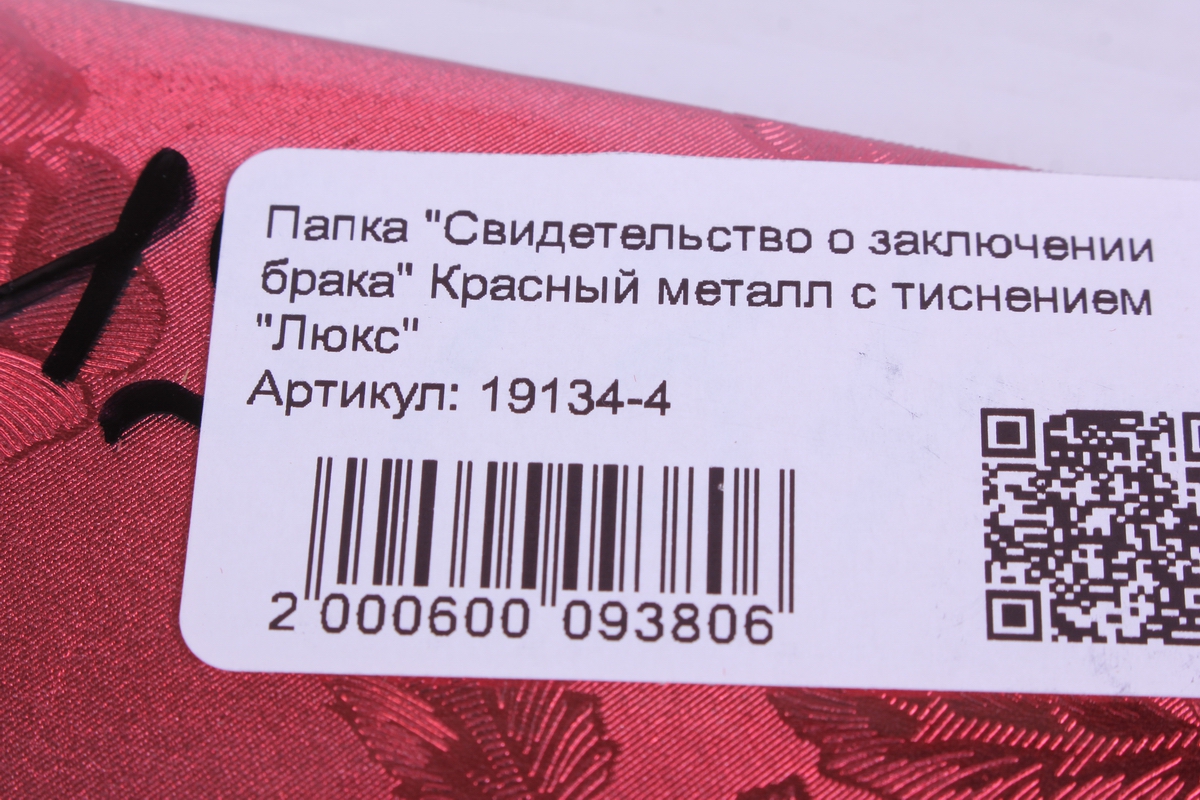 Папка "Свидетельство о заключении
брака" Красный металл с тиснением
"Люкс"
Артикул: 19134-4
2 000600 093806